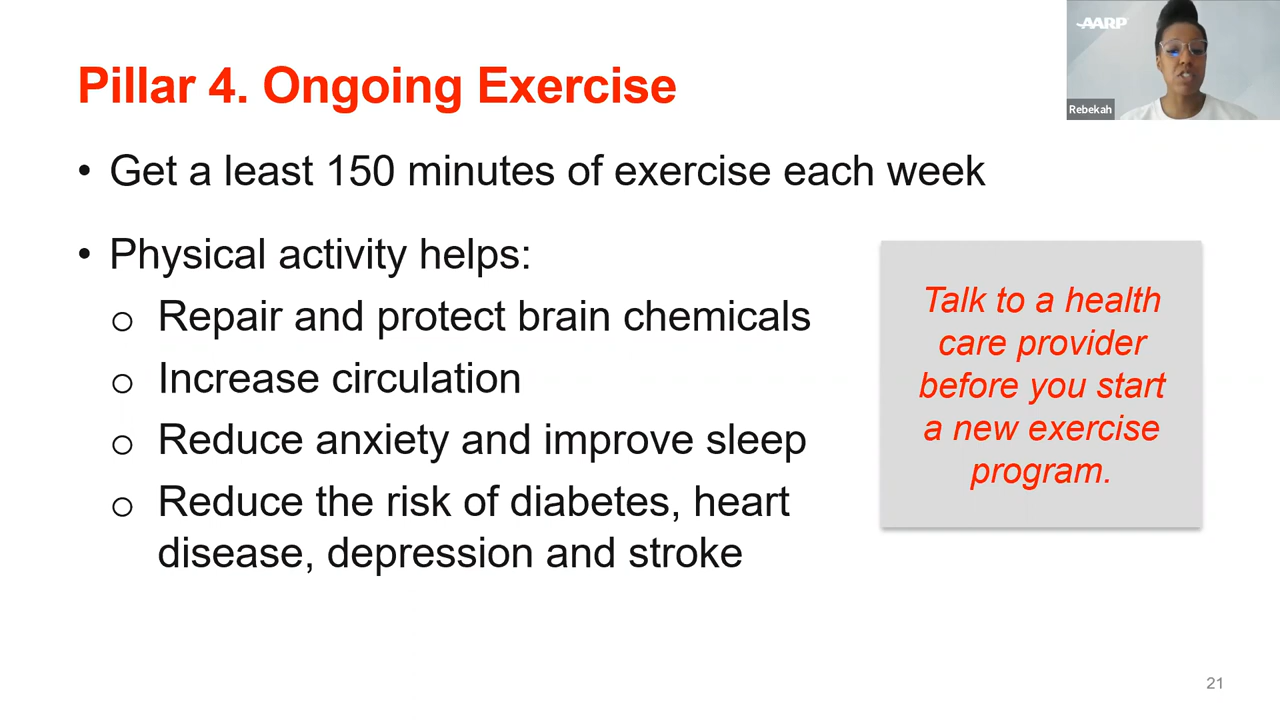 AARP
Rebekah
Pillar 4. Ongoing Exercise
• Get a least 150 minutes of exercise each week
• Physical activity helps:
o Repair and protect brain chemicals
o Increase circulation
o Reduce anxiety and improve sleep
o Reduce the risk of diabetes, heart
disease, depression and stroke
Talk to a health
care provider
before you start
a new exercise
program.
21